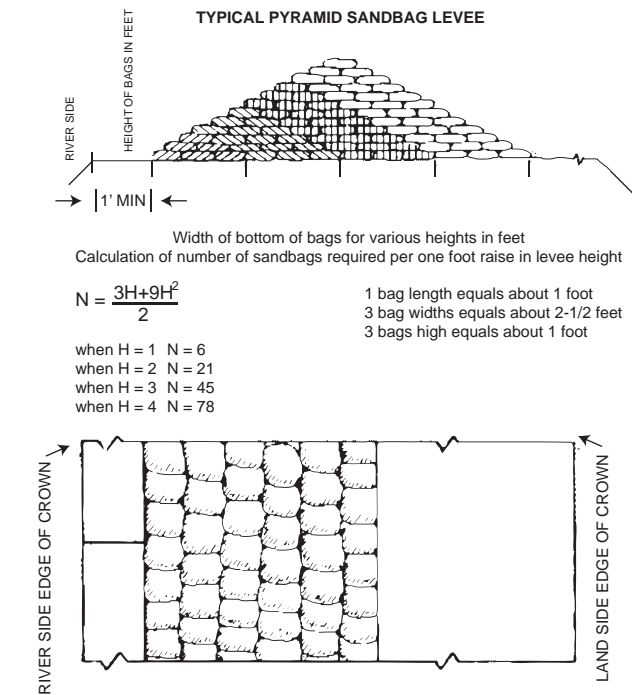 TYPICAL PYRAMID SANDBAG LEVEE
RIVER SIDE
HEIGHT OF BAGS IN FEET
1' MIN
Width of bottom of bags for various heights in feet
Calculation of number of sandbags required per one foot raise in levee height
N = 3H+9H²
2
1 bag length equals about 1 foot
3 bag widths equals about 2-1/2 feet
3 bags high equals about 1 foot
when H = 1 N = 6
when H = 2 N = 21
when H = 3 N = 45
when H = 4 N = 78
RIVER SIDE EDGE OF CROWN
LAND SIDE EDGE OF CROWN